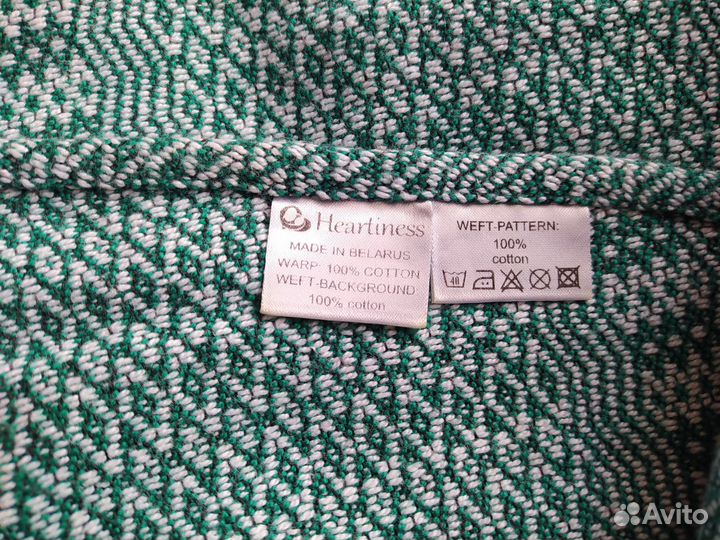 Heartiness
MADE IN BELARUS
WARP: 100% COTTON
WEFT-BACKGROUND:
100% cotton
WEFT-PATTERN:
100%
cotton
40
Avito